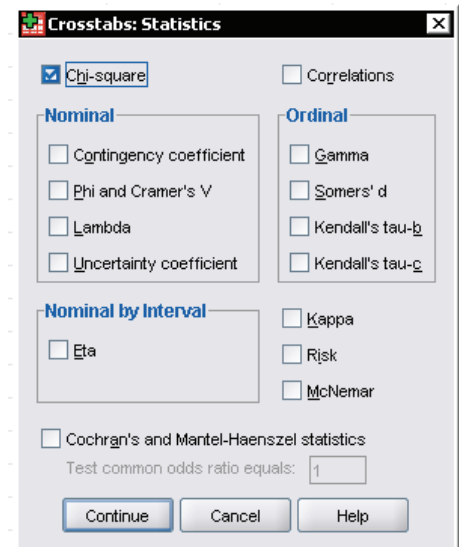 Crosstabs: Statistics
Chi-square
Correlations
Nominal
Contingency coefficient
Phi and Cramer's V
Lambda
Uncertainty coefficient
Ordinal
Gamma
Somers' d
Kendall's tau-b
Kendall's tau-c
Nominal by Interval
Eta
Kappa
Risk
McNemar
Cochran's and Mantel-Haenszel statistics
Test common odds ratio equals: 1
Continue Cancel Help